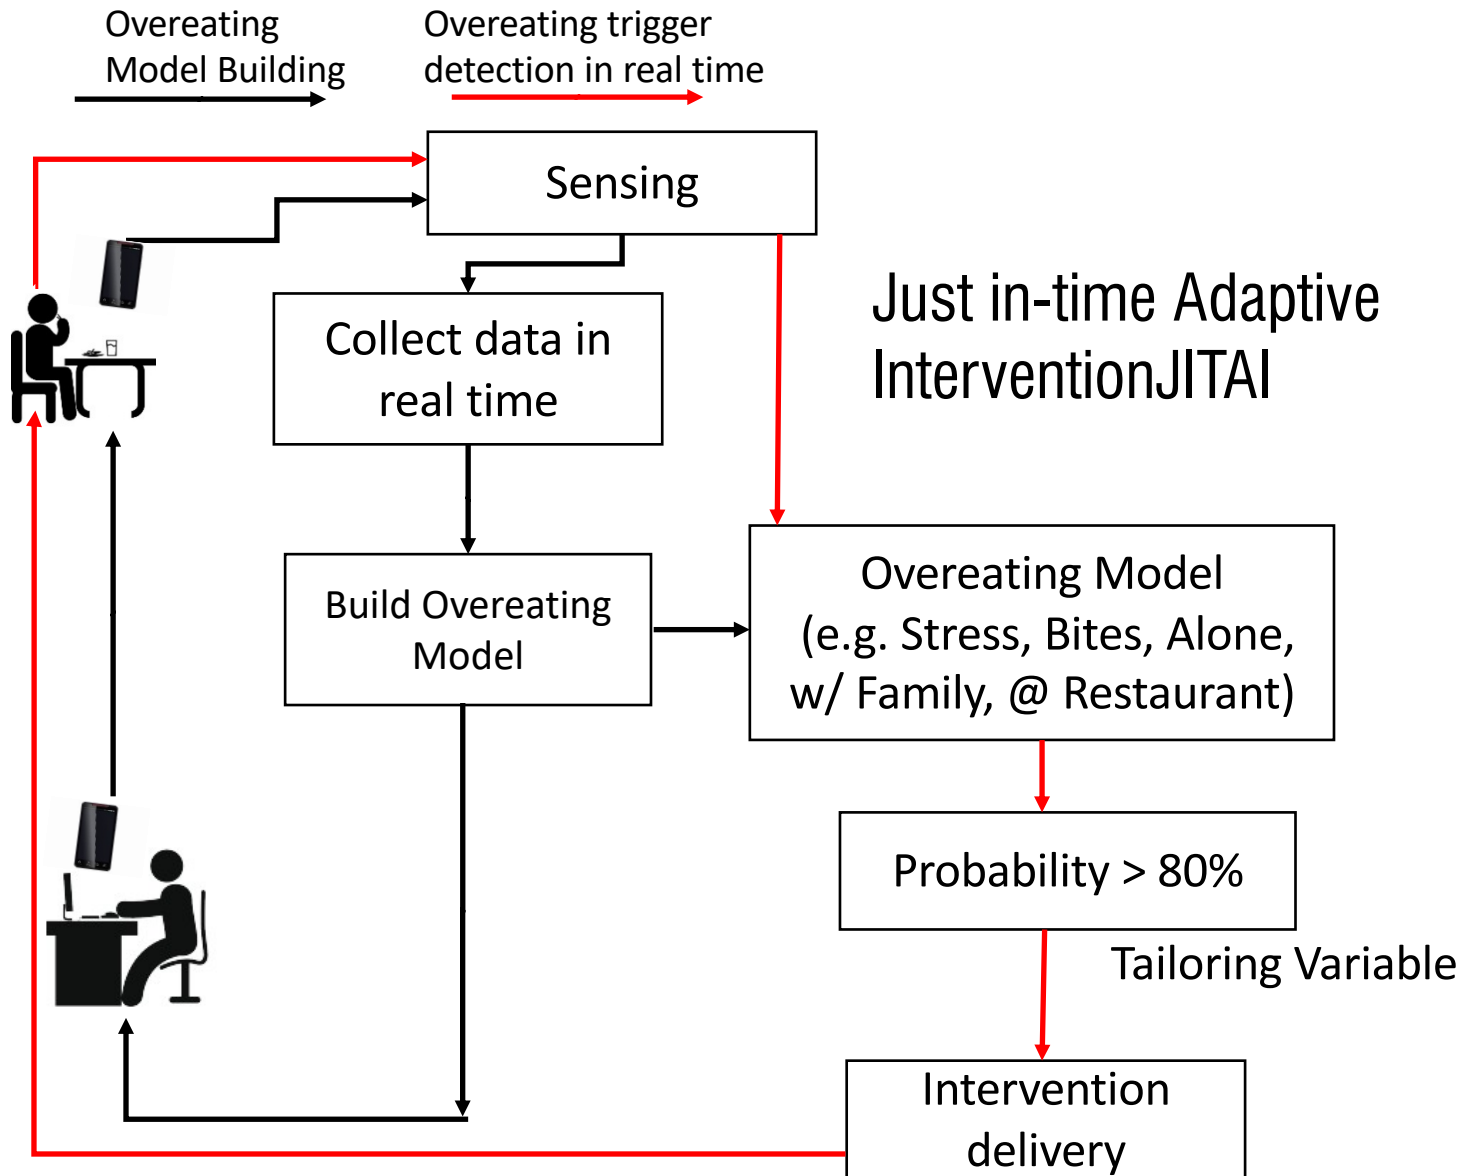 Overeating
Model Building
Overeating trigger
detection in real time
Sensing
Collect data in
real time
Just in-time Adaptive
InterventionJITAI
Build Overeating
Model
Overeating Model
(e.g. Stress, Bites, Alone,
w/ Family, @ Restaurant)
Probability > 80%
Tailoring Variable
Intervention
delivery